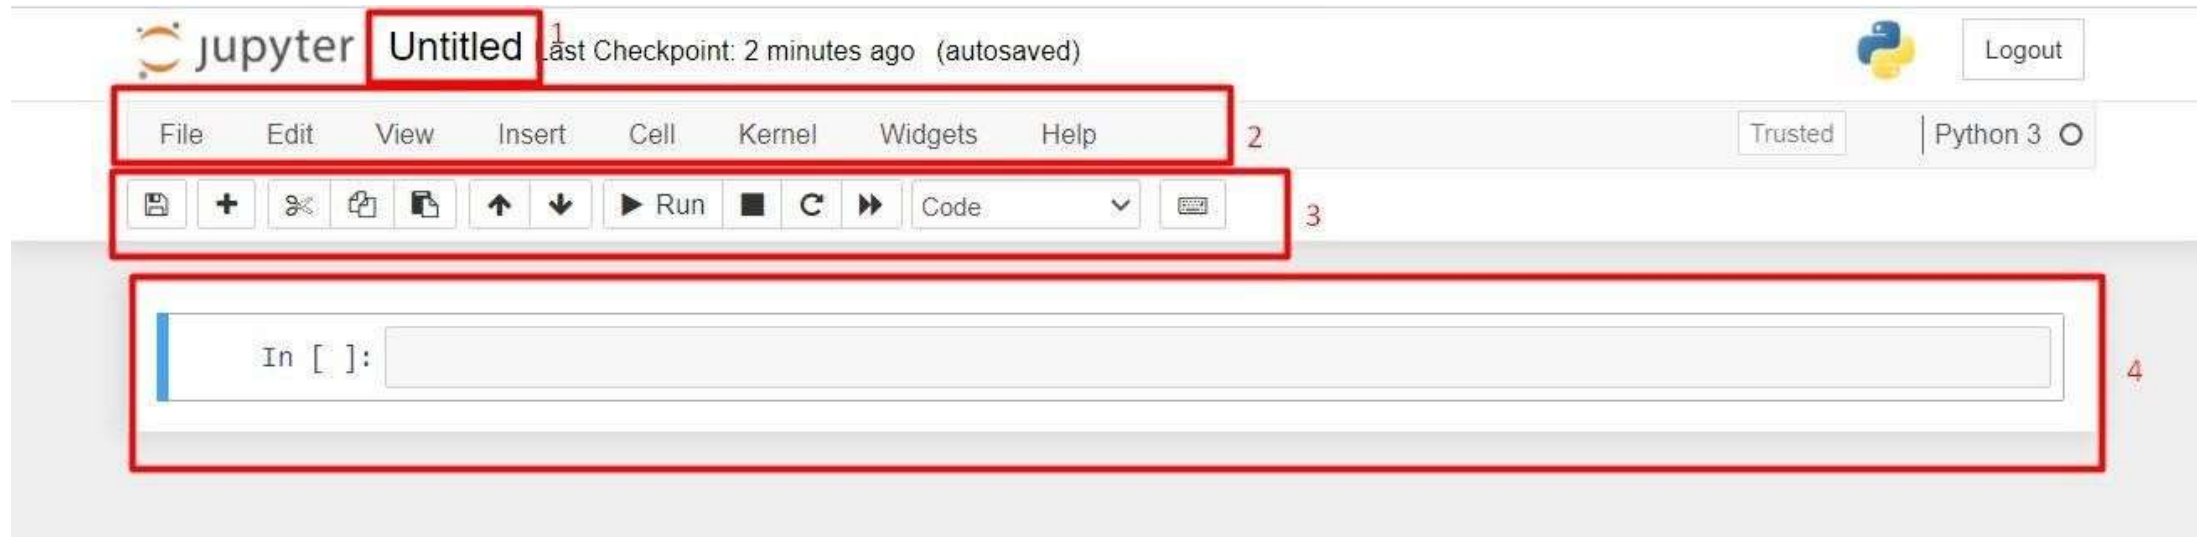 jupyter Untitled 1 Last Checkpoint: 2 minutes ago (autosaved) Logout
File Edit View Insert Cell Kernel Widgets Help 2 Trusted Python 3
Run Code 3
In [ ]: 4